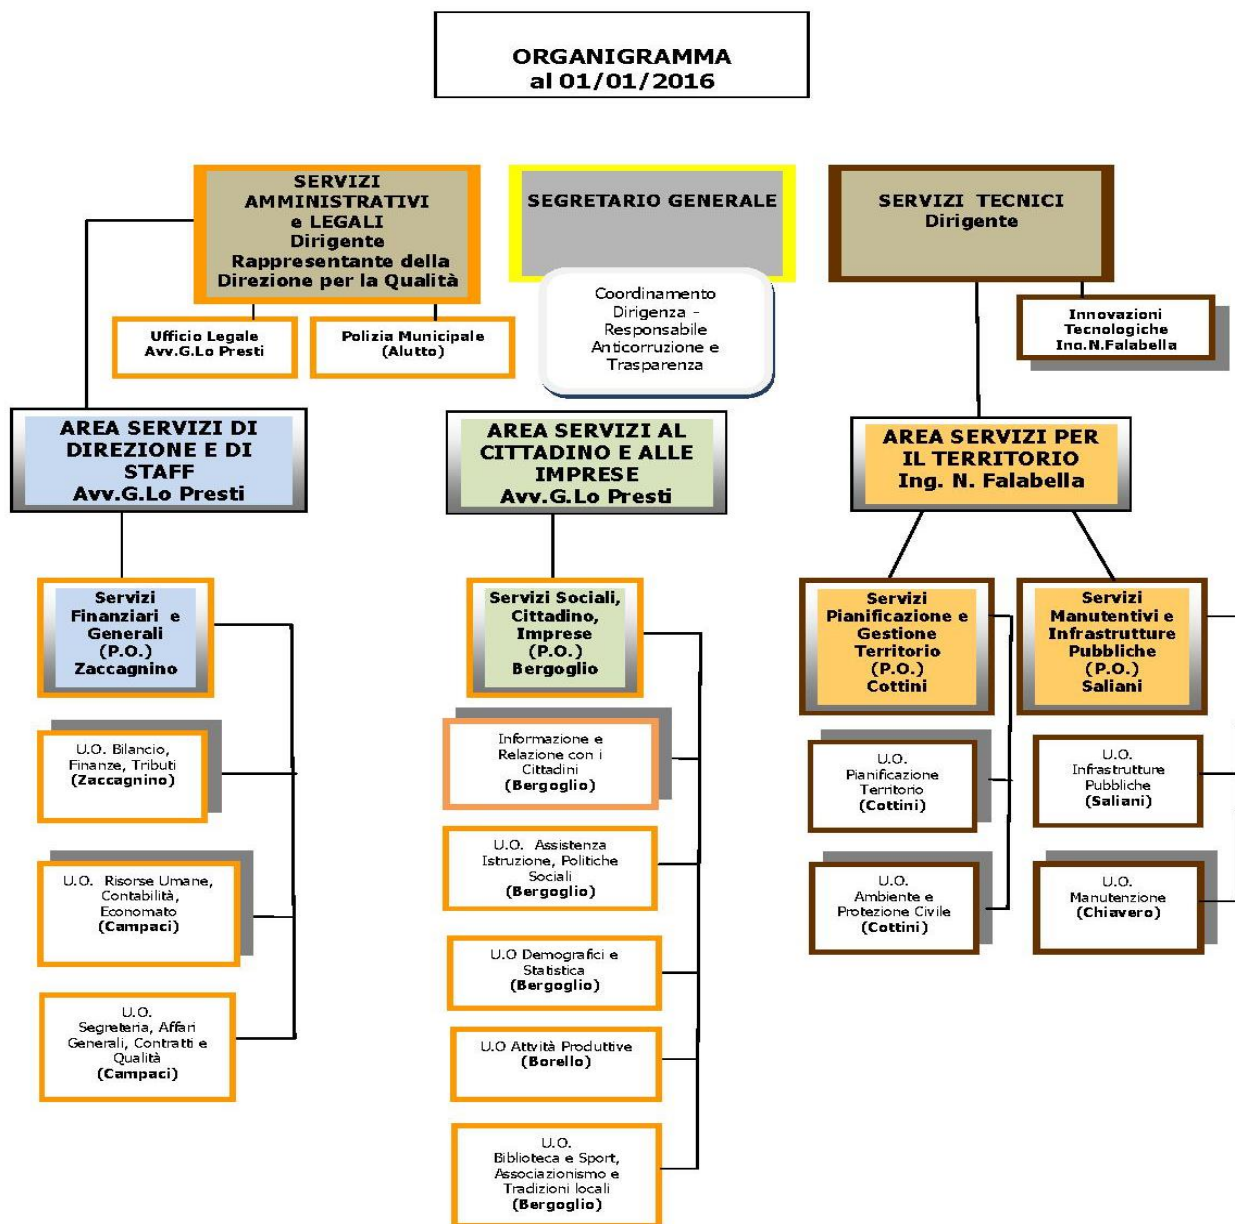 ORGANIGRAMMA
al 01/01/2016
SERVIZI
AMMINISTRATIVI
e LEGALI
Dirigente
Rappresentante della
Direzione per la Qualità
SEGRETARIO GENERALE
SERVIZI TECNICI
Dirigente
Ufficio Legale
Avv.G.Lo Presti
Polizia Municipale
(Alutto)
Coordinamento
Dirigenza –
Responsabile
Anticorruzione e
Trasparenza
Innovazioni
Tecnologiche
Ing.N.Falabella
AREA SERVIZI DI
DIREZIONE E DI
STAFF
Avv.G.Lo Presti
AREA SERVIZI AL
CITTADINO E ALLE
IMPRESE
Avv.G.Lo Presti
AREA SERVIZI PER
IL TERRITORIO
Ing. N. Falabella
Servizi
Finanziari e
Generali
(P.O.)
Zaccagnino
Servizi Sociali,
Cittadino,
Imprese
(P.O.)
Bergoglio
Servizi
Pianificazione e
Gestione
Territorio
(P.O.)
Cottini
Servizi
Manutentivi e
Infrastrutture
Pubbliche
(P.O.)
Saliani
U.O. Bilancio,
Finanze, Tributi
(Zaccagnino)
Informazione e
Relazione con i
Cittadini
(Bergoglio)
U.O.
Pianificazione
Territorio
(Cottini)
U.O.
Infrastrutture
Pubbliche
(Saliani)
U.O. Risorse Umane,
Contabilità,
Economato
(Campaci)
U.O. Assistenza
Istruzione, Politiche
Sociali
(Bergoglio)
U.O.
Ambiente e
Protezione Civile
(Cottini)
U.O.
Manutenzione
(Chiavero)
U.O Demografici e
Statistica
(Bergoglio)
U.O.
Segreteria, Affari
Generali, Contratti e
Qualità
(Campaci)
U.O Attvità Produttive
(Borello)
U.O.
Biblioteca e Sport,
Associazionismo e
Tradizioni locali
(Bergoglio)